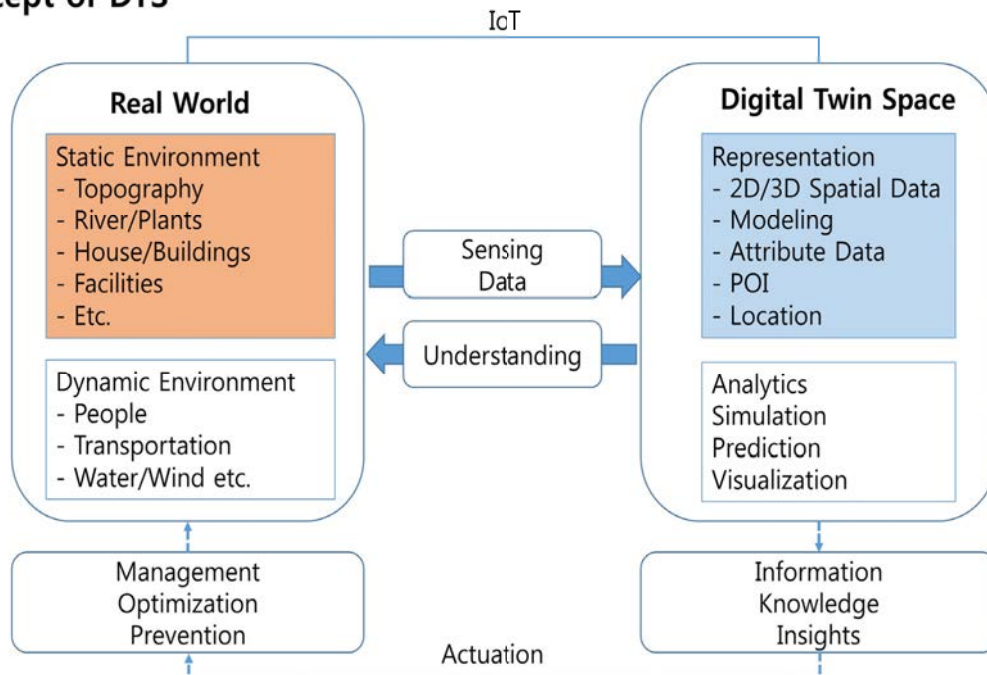 of DTS
IoT
Real World
Static Environment
- Topography
- River/Plants
- House/Buildings
- Facilities
- Etc.
Dynamic Environment
- People
- Transportation
- Water/Wind etc.
Sensing
Data
Understanding
Digital Twin Space
Representation
- 2D/3D Spatial Data
- Modeling
- Attribute Data
- POI
- Location
Analytics
Simulation
Prediction
Visualization
Management
Optimization
Prevention
Information
Knowledge
Insights
Actuation